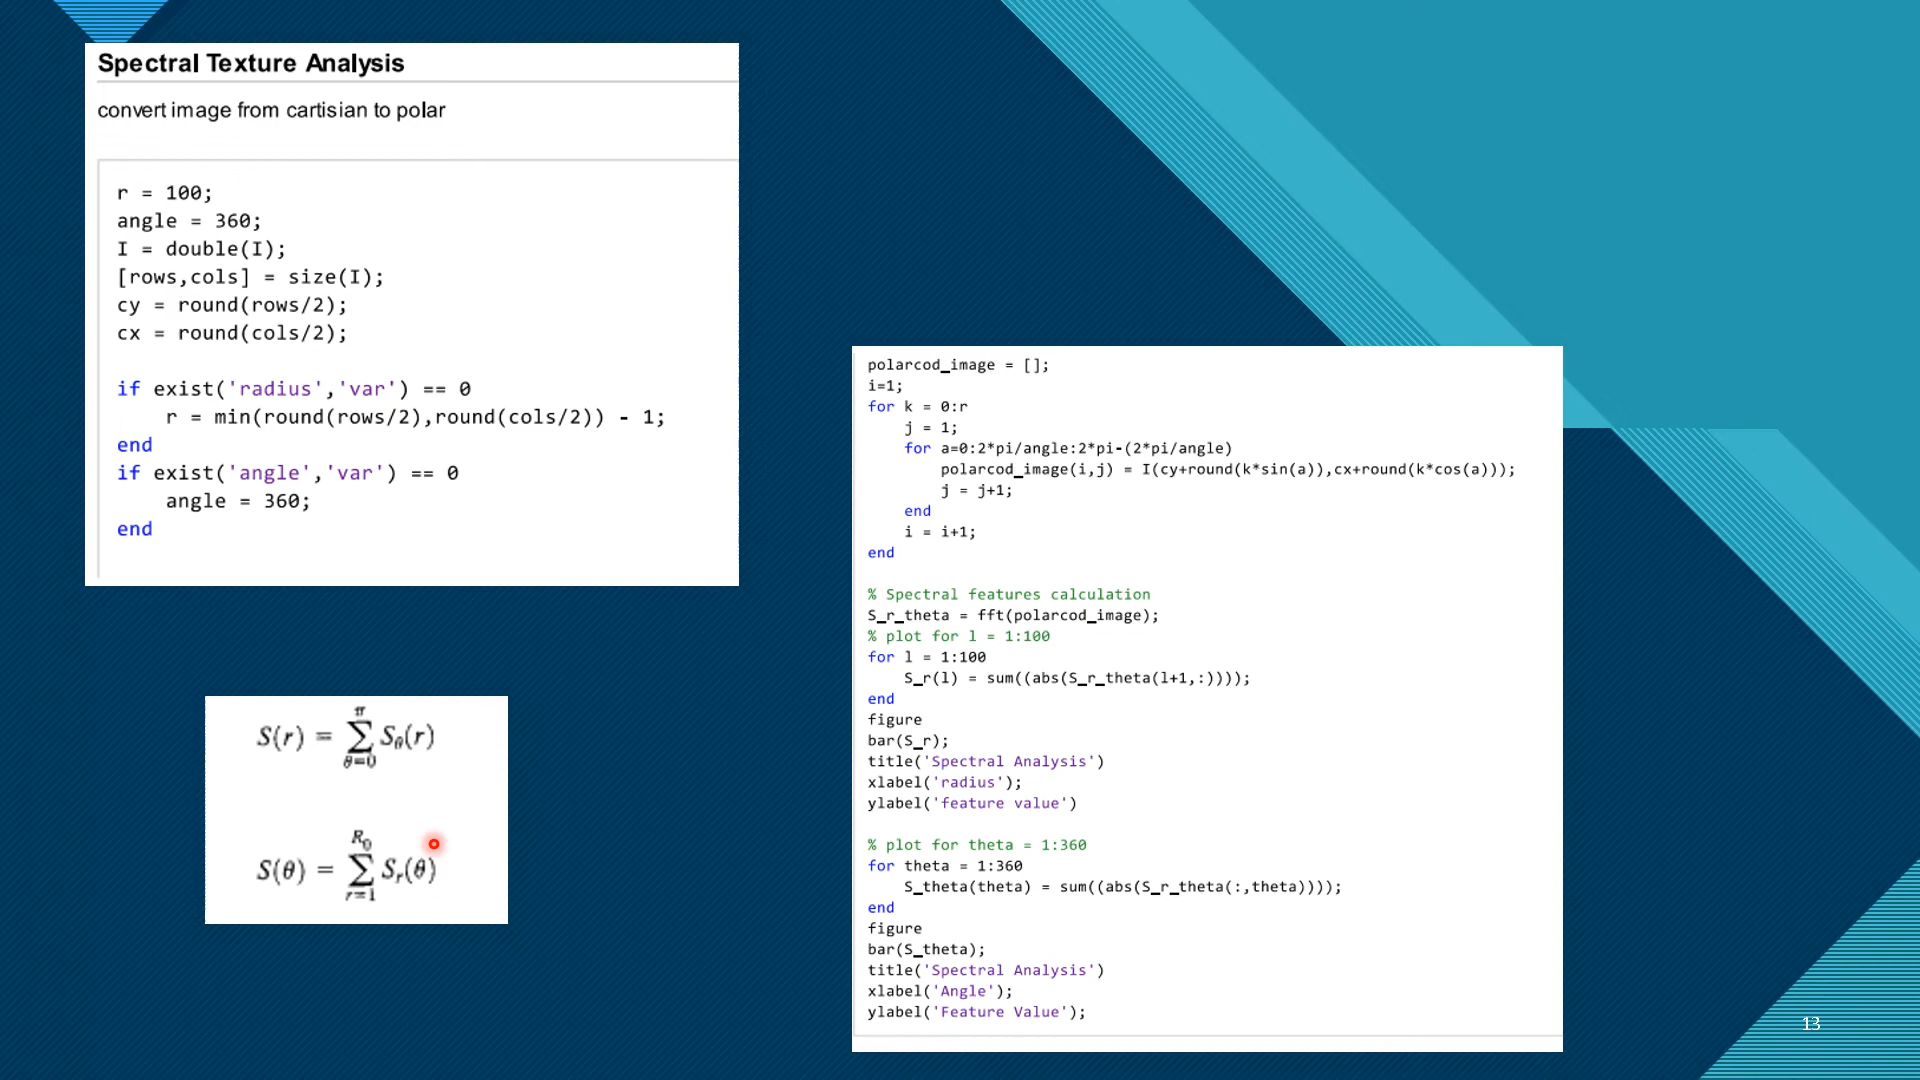 Spectral Texture Analysis
convert image from cartisian to polar
r = 100;
angle = 360;
I = double(I);
[rows,cols] = size(I);
cy = round(rows/2);
cx = round(cols/2);
if exist('radius','var') == 0
    r = min(round(rows/2),round(cols/2)) - 1;
end
if exist('angle','var') == 0
    angle = 360;
end
S(r) = ∑_{θ=0}^{π} S_θ(r)
S(θ) = ∑_{r=1}^{R_0} S_r(θ)
polarcod_image = [];
i=1;
for k = 0:r
    j = 1;
    for a=0:2*pi/angle:2*pi-(2*pi/angle)
        polarcod_image(i,j) = I(cy+round(k*sin(a)),cx+round(k*cos(a)));
        j = j+1;
    end
    i = i+1;
end
% Spectral features calculation
S_r_theta = fft(polarcod_image);
% plot for l = 1:100
for l = 1:100
    S_r(l) = sum((abs(S_r_theta(l+1,:))));
end
figure
bar(S_r);
title('Spectral Analysis')
xlabel('radius');
ylabel('feature value')
% plot for theta = 1:360
for theta = 1:360
    S_theta(theta) = sum((abs(S_r_theta(:,theta))));
end
figure
bar(S_theta);
title('Spectral Analysis')
xlabel('Angle');
ylabel('Feature Value');
13